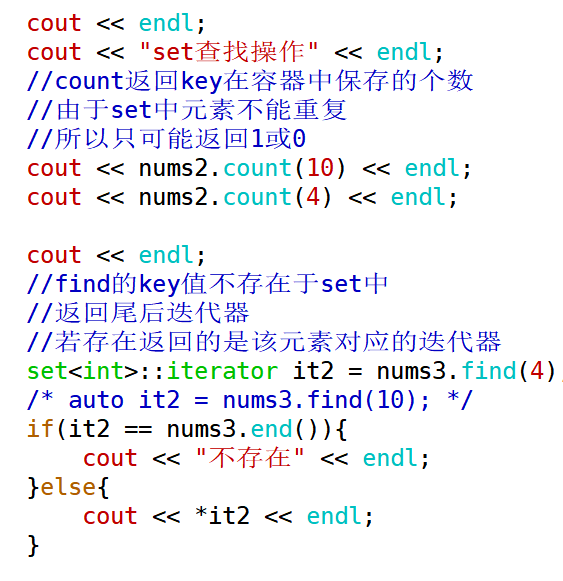 cout << endl;
cout << "set查找操作" << endl;
//count返回key在容器中保存的个数
//由于set中元素不能重复
//所以只可能返回1或0
cout << nums2.count(10) << endl;
cout << nums2.count(4) << endl;
cout << endl;
//find的key值不存在于set中
//返回尾后迭代器
//若存在返回的是该元素对应的迭代器
set<int>::iterator it2 = nums3.find(4);
/* auto it2 = nums3.find(10); */
if(it2 == nums3.end()){
    cout << "不存在" << endl;
}else{
    cout << *it2 << endl;
}